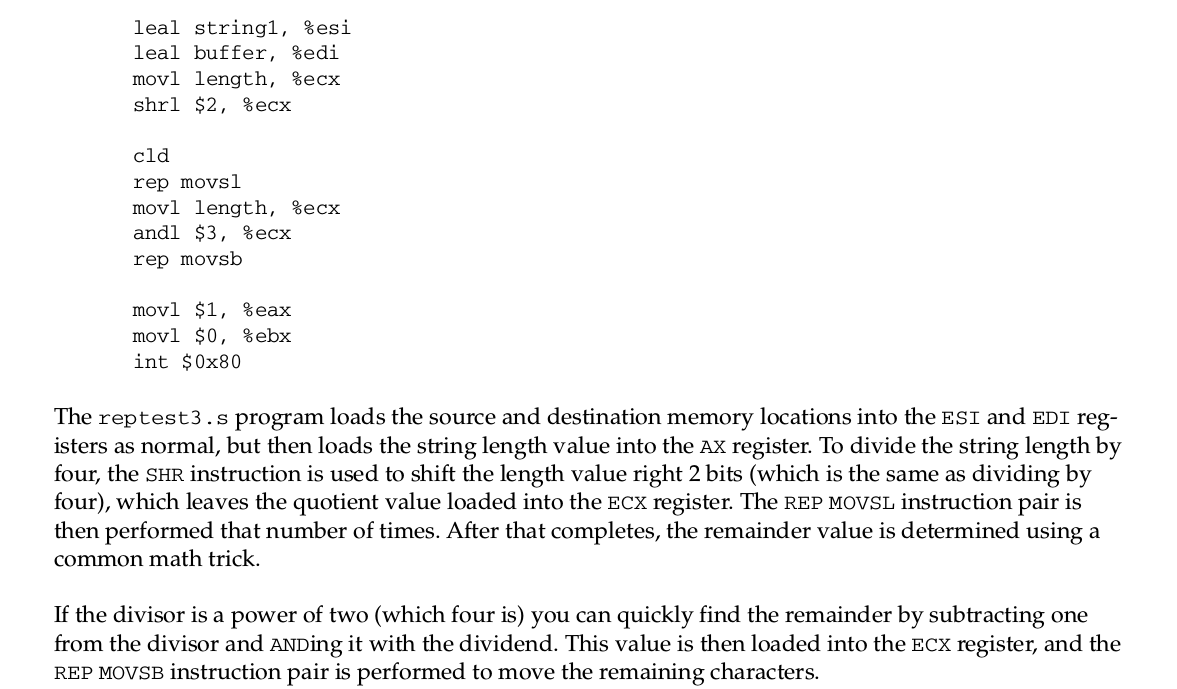 leal string1, %esi
leal buffer, %edi
movl length, %ecx
shrl $2, %ecx
cld
rep movsl
movl length, %ecx
andl $3, %ecx
rep movsb
movl $1, %eax
movl $0, %ebx
int $0x80
The reptest3.s program loads the source and destination memory locations into the ESI and EDI reg-
isters as normal, but then loads the string length value into the AX register. To divide the string length by
four, the SHR instruction is used to shift the length value right 2 bits (which is the same as dividing by
four), which leaves the quotient value loaded into the ECX register. The REP MOVSL instruction pair is
then performed that number of times. After that completes, the remainder value is determined using a
common math trick.
If the divisor is a power of two (which four is) you can quickly find the remainder by subtracting one
from the divisor and ANDing it with the dividend. This value is then loaded into the ECX register, and the
REP MOVSB instruction pair is performed to move the remaining characters.